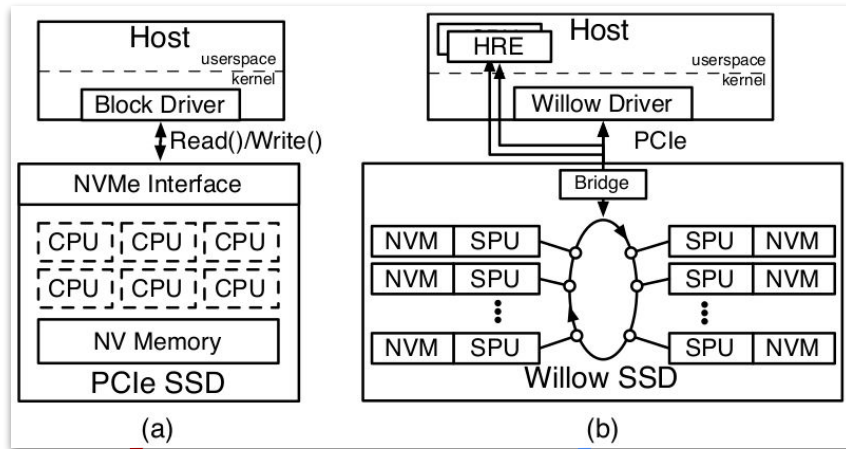 Host
userspace
kernel
Block Driver
Read()/Write()
NVMe Interface
CPU CPU CPU
CPU CPU CPU
NV Memory
PCIe SSD
(a)
HRE
Host
userspace
kernel
Willow Driver
PCIe
Bridge
NVM SPU SPU NVM
NVM SPU SPU NVM
NVM SPU SPU NVM
Willow SSD
(b)